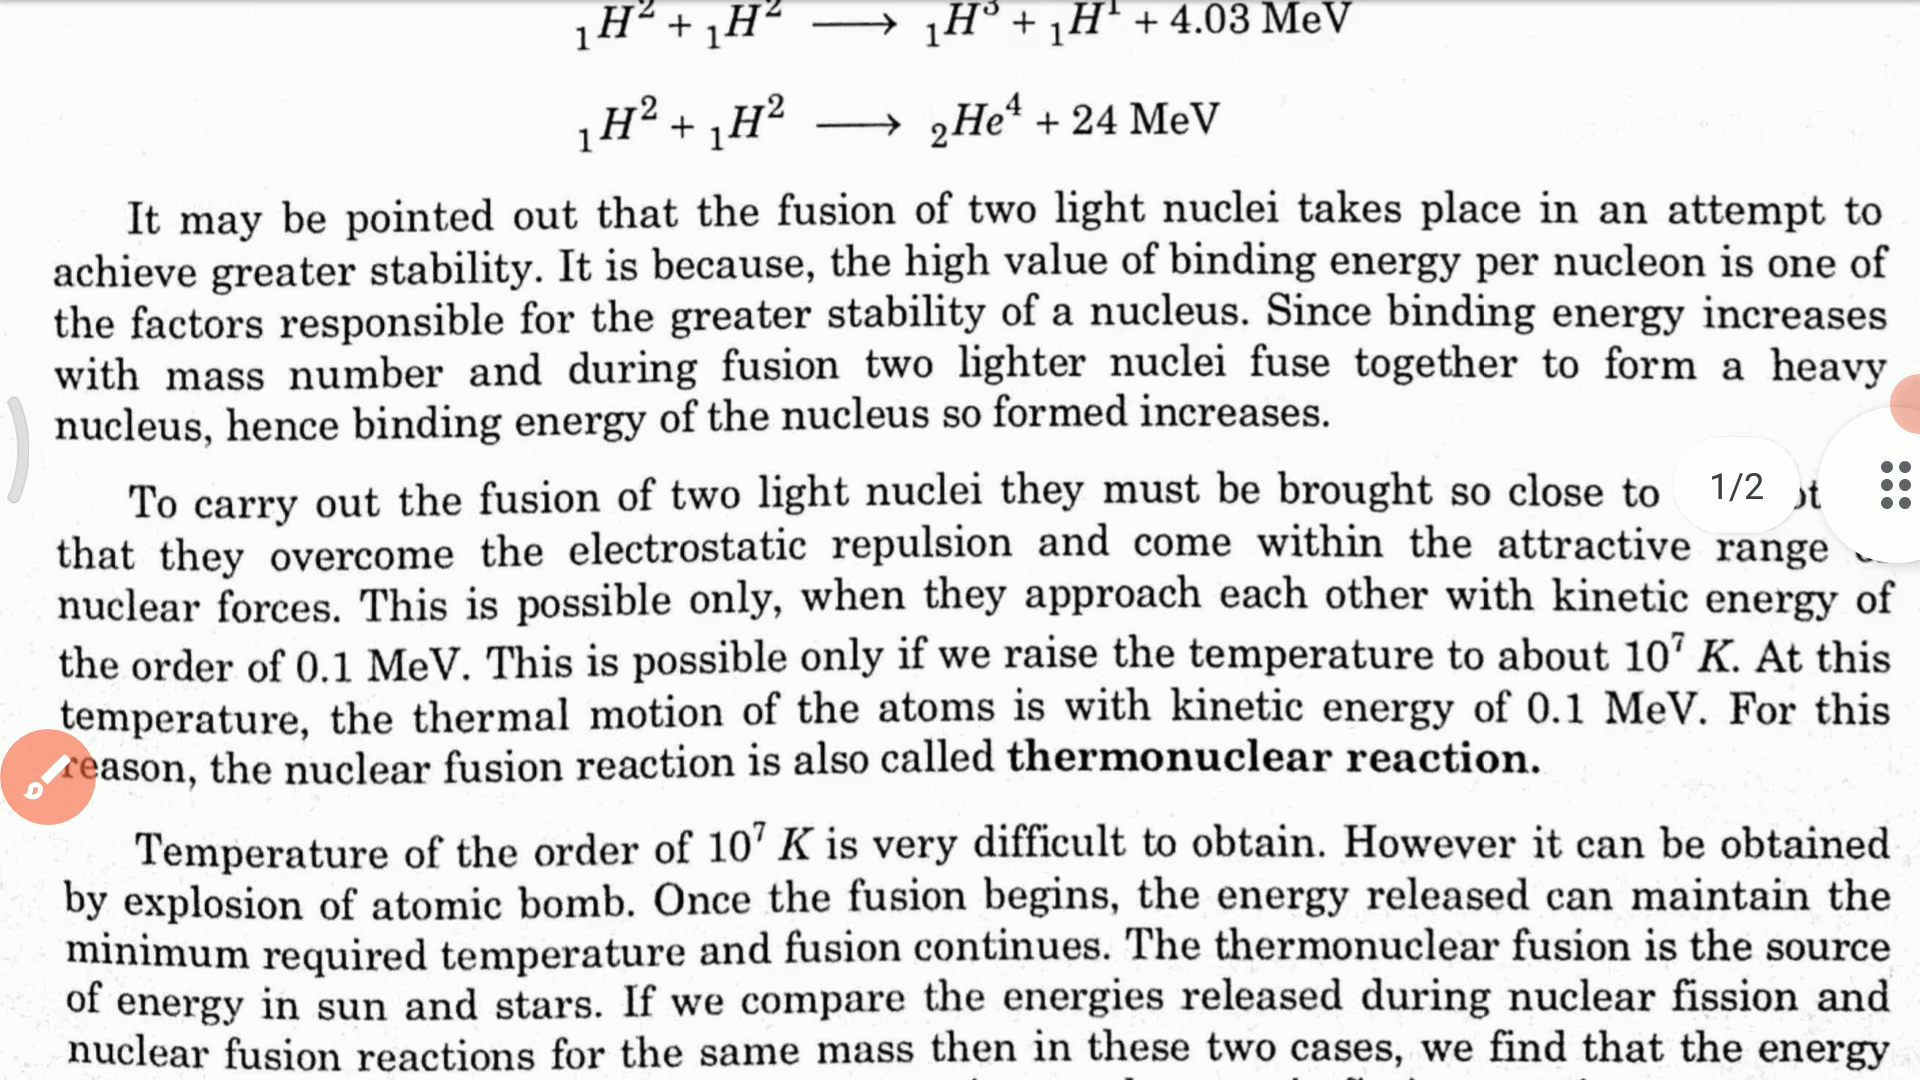 ₁H² + ₁H² ⟶ ₁H³ + ₁H¹ + 4.03 MeV
₁H² + ₁H² ⟶ ₂He⁴ + 24 MeV
It may be pointed out that the fusion of two light nuclei takes place in an attempt to
achieve greater stability. It is because, the high value of binding energy per nucleon is one of
the factors responsible for the greater stability of a nucleus. Since binding energy increases
with mass number and during fusion two lighter nuclei fuse together to form a heavy
nucleus, hence binding energy of the nucleus so formed increases.
To carry out the fusion of two light nuclei they must be brought so close to
1/2
that they overcome the electrostatic repulsion and come within the attractive range
nuclear forces. This is possible only, when they approach each other with kinetic energy of
the order of 0.1 MeV. This is possible only if we raise the temperature to about 10⁷ K. At this
temperature, the thermal motion of the atoms is with kinetic energy of 0.1 MeV. For this
reason, the nuclear fusion reaction is also called thermonuclear reaction.
Temperature of the order of 10⁷ K is very difficult to obtain. However it can be obtained
by explosion of atomic bomb. Once the fusion begins, the energy released can maintain the
minimum required temperature and fusion continues. The thermonuclear fusion is the source
of energy in sun and stars. If we compare the energies released during nuclear fission and
nuclear fusion reactions for the same mass then in these two cases, we find that the energy